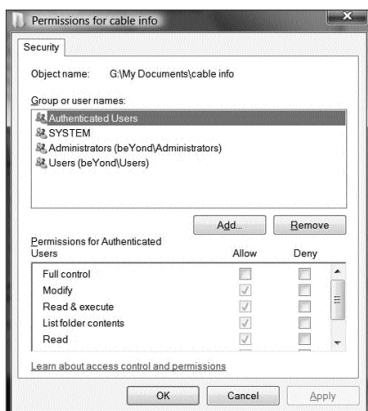 Permissions for cable info
Security
Object name: G:\My Documents\cable info
Group or user names:
Authenticated Users
SYSTEM
Administrators (beYond\Administrators)
Users (beYond\Users)
Add... Remove
Permissions for Authenticated
Users Allow Deny
Full control
Modify
Read & execute
List folder contents
Read
Learn about access control and permissions
OK Cancel Apply